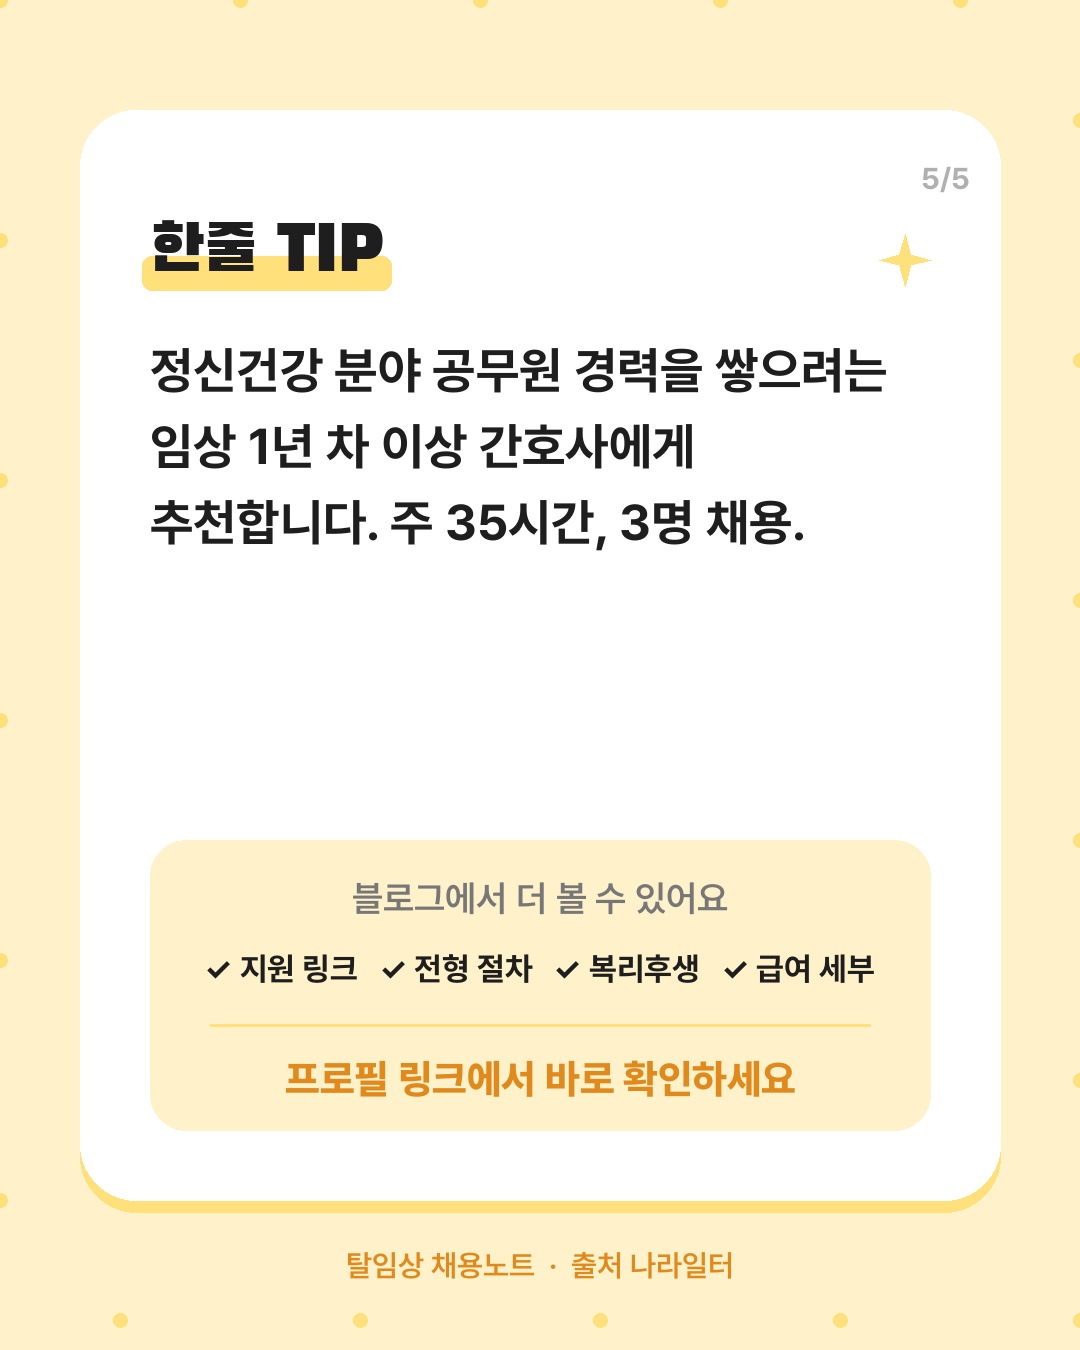 5/5
한줄 TIP
정신건강 분야 공무원 경력을 쌓으려는
임상 1년 차 이상 간호사에게
추천합니다. 주 35시간, 3명 채용.
블로그에서 더 볼 수 있어요
✓ 지원 링크 ✓ 전형 절차 ✓ 복리후생 ✓ 급여 세부
프로필 링크에서 바로 확인하세요
탈임상 채용노트 · 출처 나라일터